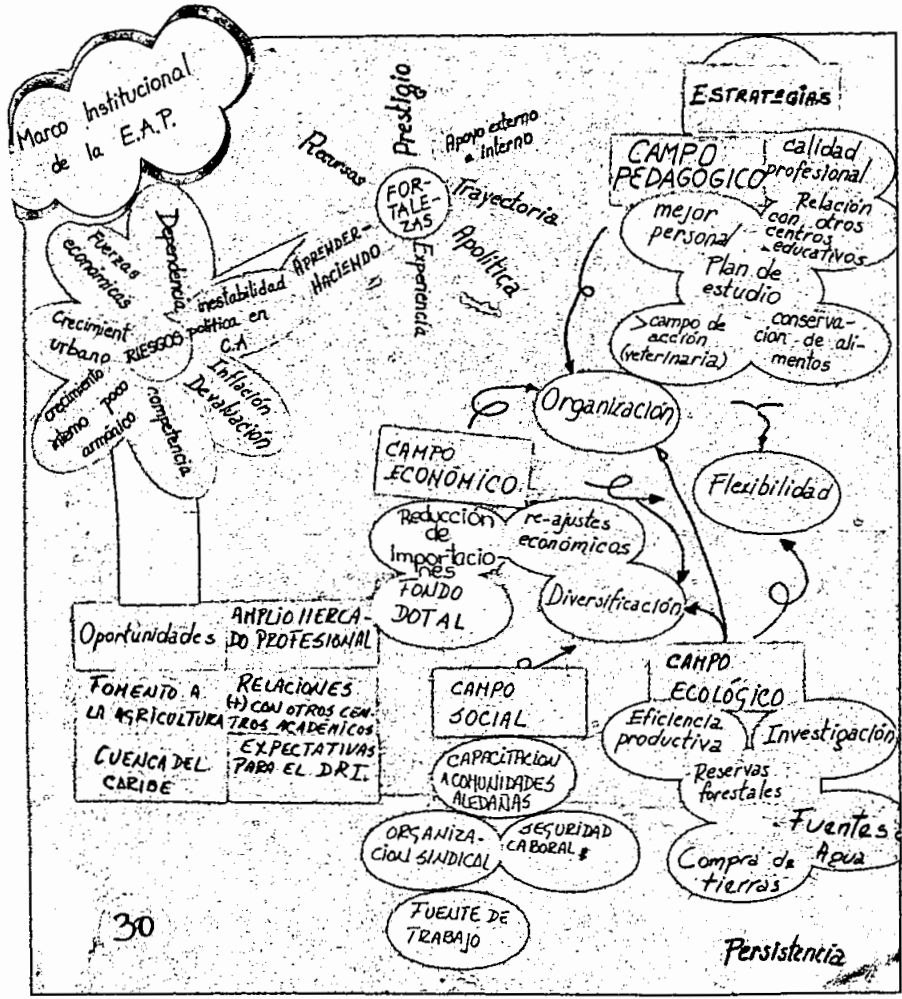 Marco Institucional
de la E.A.P.
Dependencia
Fuerzas
económicas
inestabilidad
política en
C.A
Crecimient
urbano
RIESGOS
crecimiento
interno poco
armónico
competencia
Inflación
Devaluación
Prestigio
Recursos
Apoyo externo
e interno
FOR-
TALE-
ZAS
Trayectoria
Apolítica
Experiencia
APRENDER-
HACIENDO
ESTRATEGIAS
CAMPO
PEDAGÓGICO
calidad
profesional
mejor
personal
Relación
con otros
centros
educativos
Plan de
estudio
>campo de
acción
(veterinaria)
conserva-
cion de ali-
mentos
Organización
Flexibilidad
Diversificación
CAMPO
ECONÓMICO
Reducción
de
importacio-
nes
re-ajustes
económicos
FONDO
DOTAL
Oportunidades
AMPLIO MERCA-
DO PROFESIONAL
FOMENTO A
LA AGRICULTURA
RELACIONES
(+) CON OTROS CEN-
TROS ACADÉMICOS
CUENCA DEL
CARIBE
EXPECTATIVAS
PARA EL DRI.
CAMPO
SOCIAL
CAPACITACION
A COMUNIDADES
ALEDAÑAS
ORGANIZA-
CION SINDICAL
SEGURIDAD
LABORAL $
FUENTE DE
TRABAJO
CAMPO
ECOLÓGICO
Eficiencia
productiva
Investigación
Reservas
forestales
Fuentes
Agua
Compra de
tierras
30
Persistencia